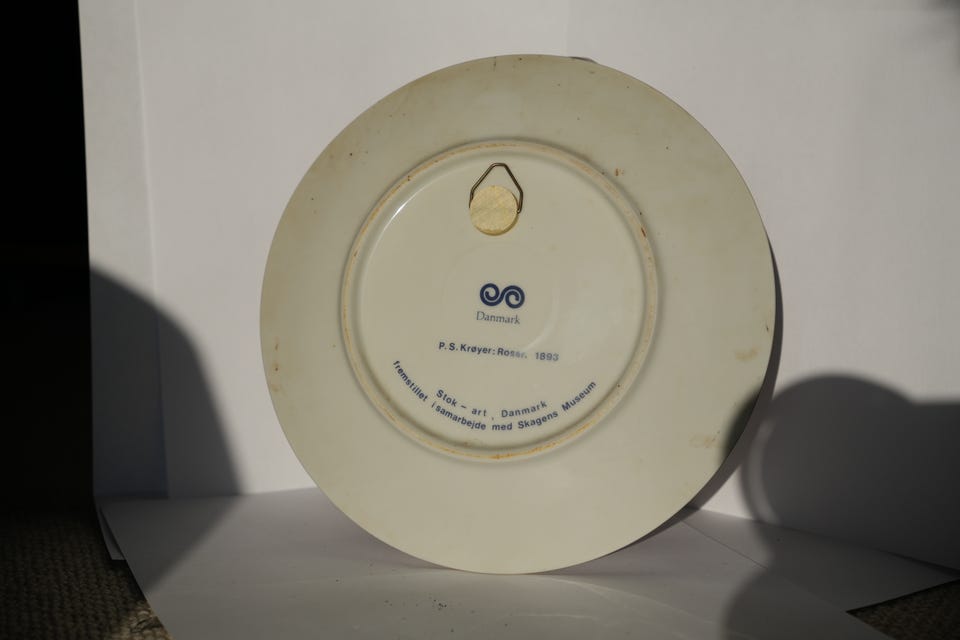 Danmark
P.S.Krøyer: Roser. 1893
Stok - art, Danmark
fremstillet i samarbejde med Skagens Museum